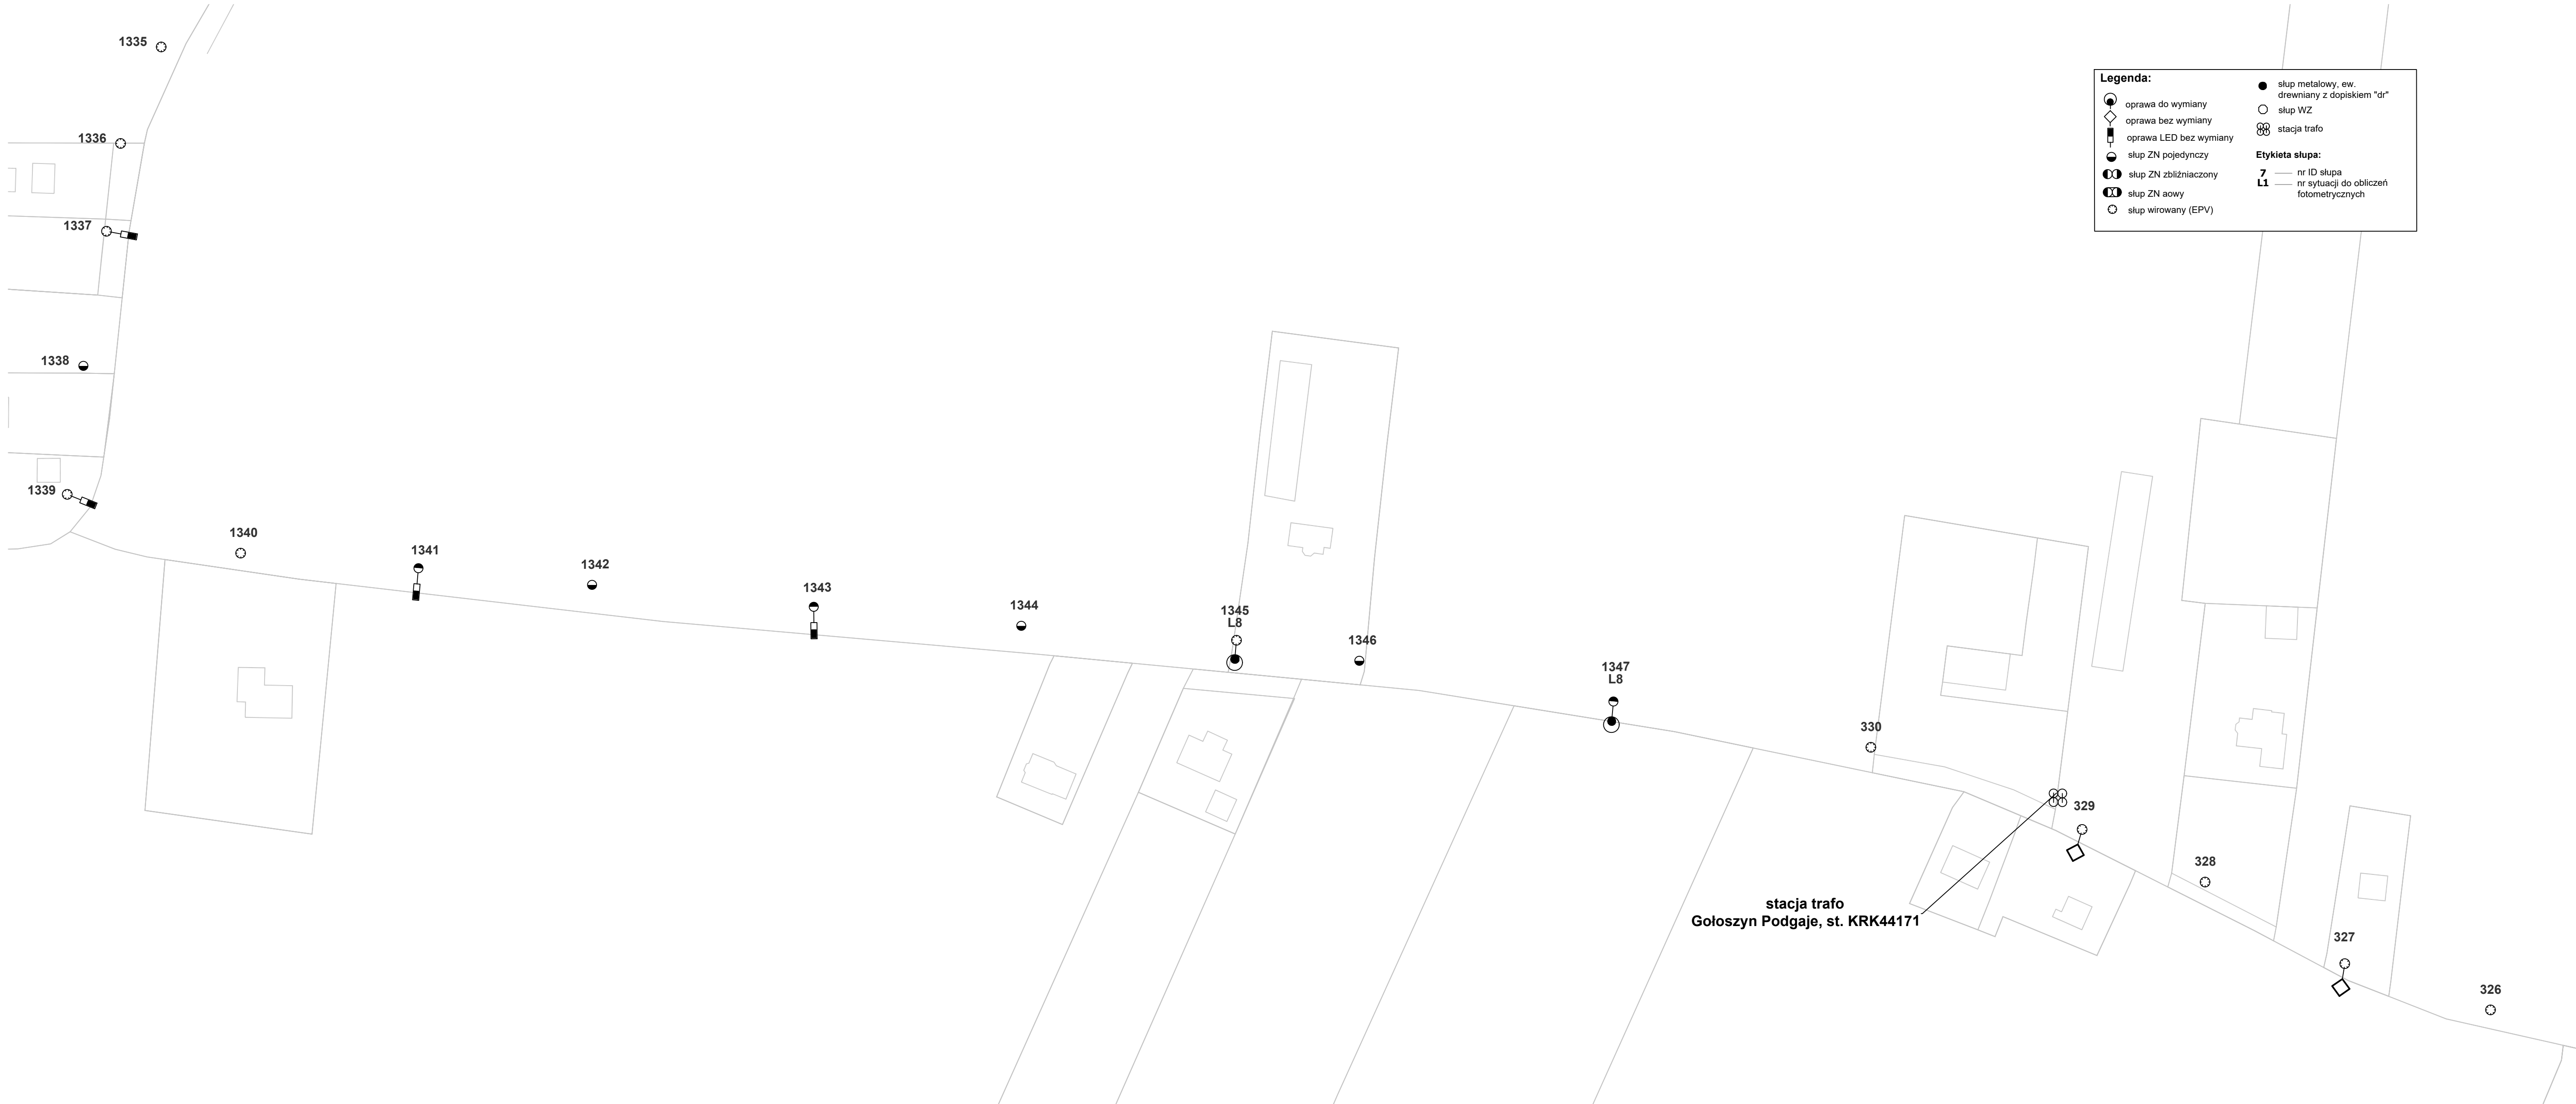 1335
1336
1337
1338
1339
1340
1341
1342
1343
1344
1345
L8
1346
1347
L8
330
329
328
327
326
stacja trafo
Gołoszyn Podgaje, st. KRK44171
Legenda:
oprawa do wymiany
oprawa bez wymiany
oprawa LED bez wymiany
słup ZN pojedynczy
słup ZN zbliźniaczony
słup ZN aowy
słup wirowany (EPV)
słup metalowy, ew.
drewniany z dopiskiem "dr"
słup WZ
stacja trafo
Etykieta słupa:
7 nr ID słupa
L1 nr sytuacji do obliczeń
fotometrycznych